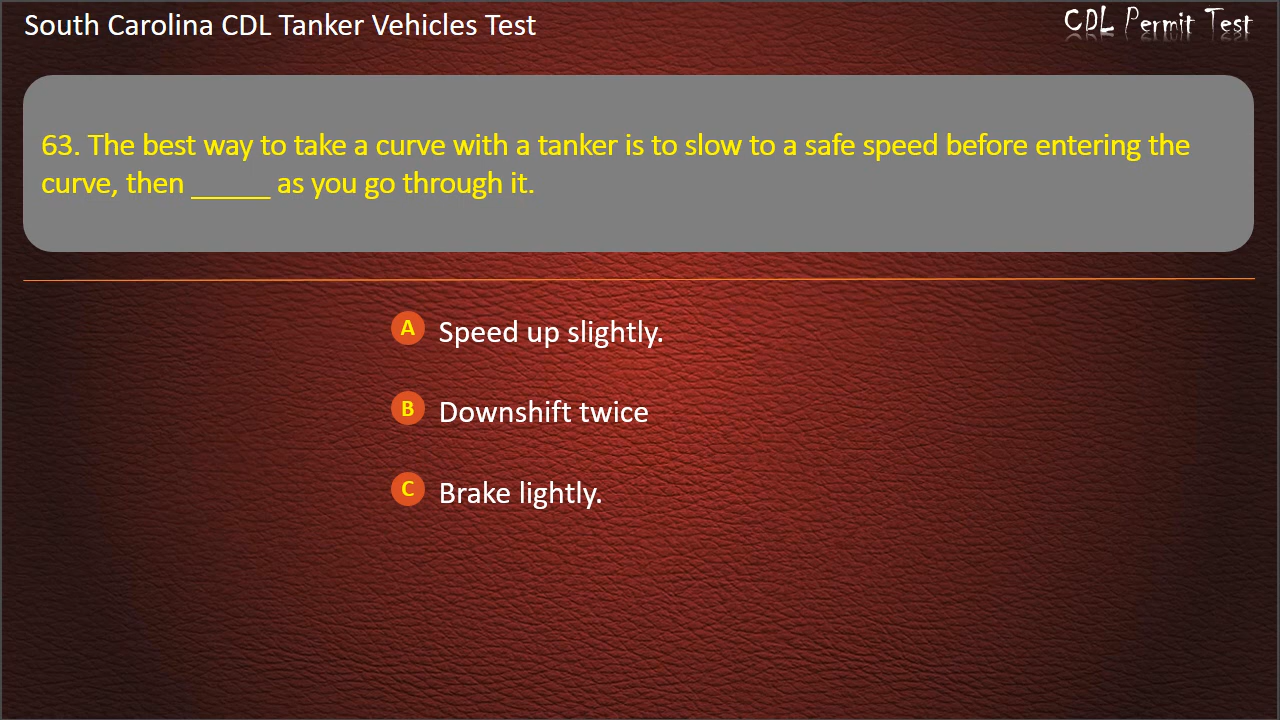 South Carolina CDL Tanker Vehicles Test
CDL Permit Test
63. The best way to take a curve with a tanker is to slow to a safe speed before entering the
curve, then _____ as you go through it.
A Speed up slightly.
B Downshift twice
C Brake lightly.